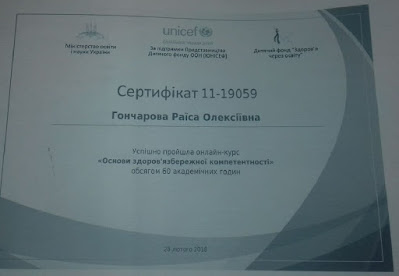 Міністерство освіти
і науки України
unicef
За підтримки Представництва
Дитячого фонду ООН (ЮНІСЕФ)
Дитячий фонд "Здоров'я
через освіту"
Сертифікат 11-19059
Гончарова Раїса Олексіївна
Успішно пройшла онлайн-курс
«Основи здоров'язбережної компетентності»
обсягом 60 академічних годин
лютого 2018